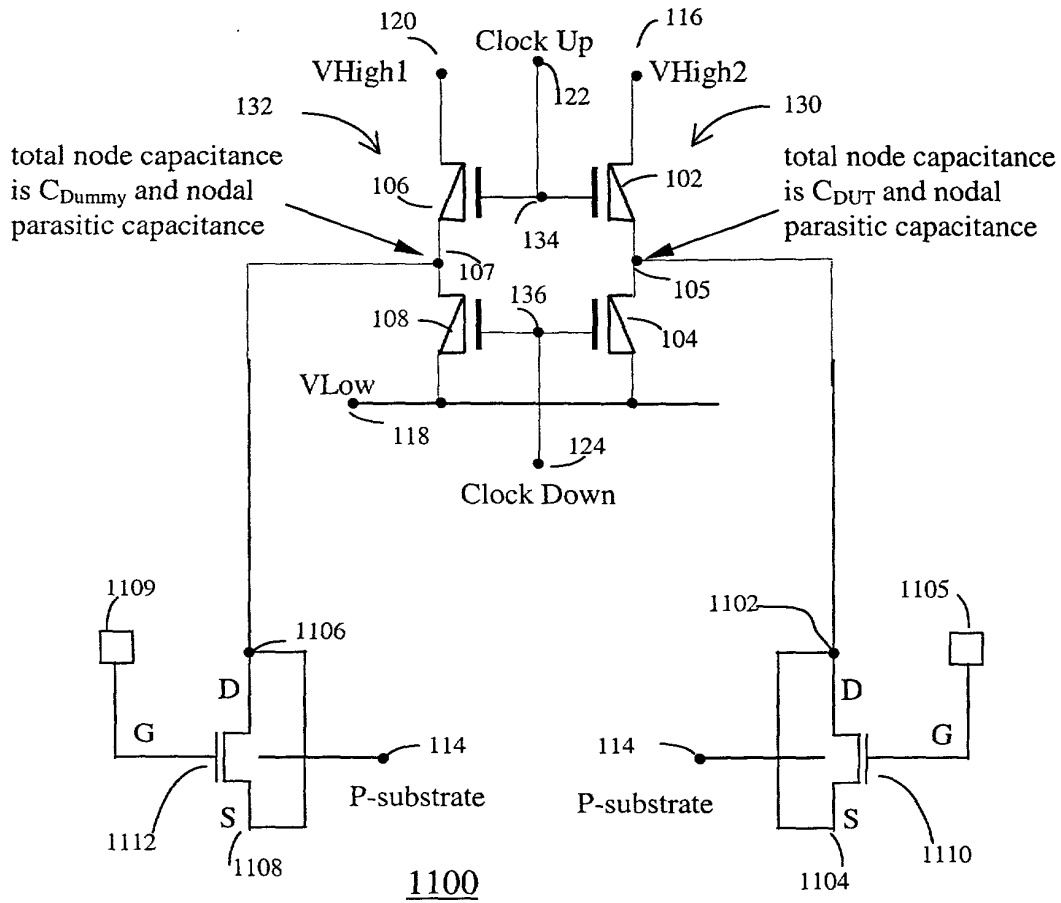 120
Clock Up
116
VHigh1
122
VHigh2
132
130
total node capacitance
is C_Dummy and nodal
parasitic capacitance
total node capacitance
is C_DUT and nodal
parasitic capacitance
106
102
134
107
105
136
108
104
VLow
118
124
Clock Down
1109
1105
1106
1102
D
D
G
G
114
114
P-substrate
P-substrate
S
S
1112
1108
1104
1110
1100